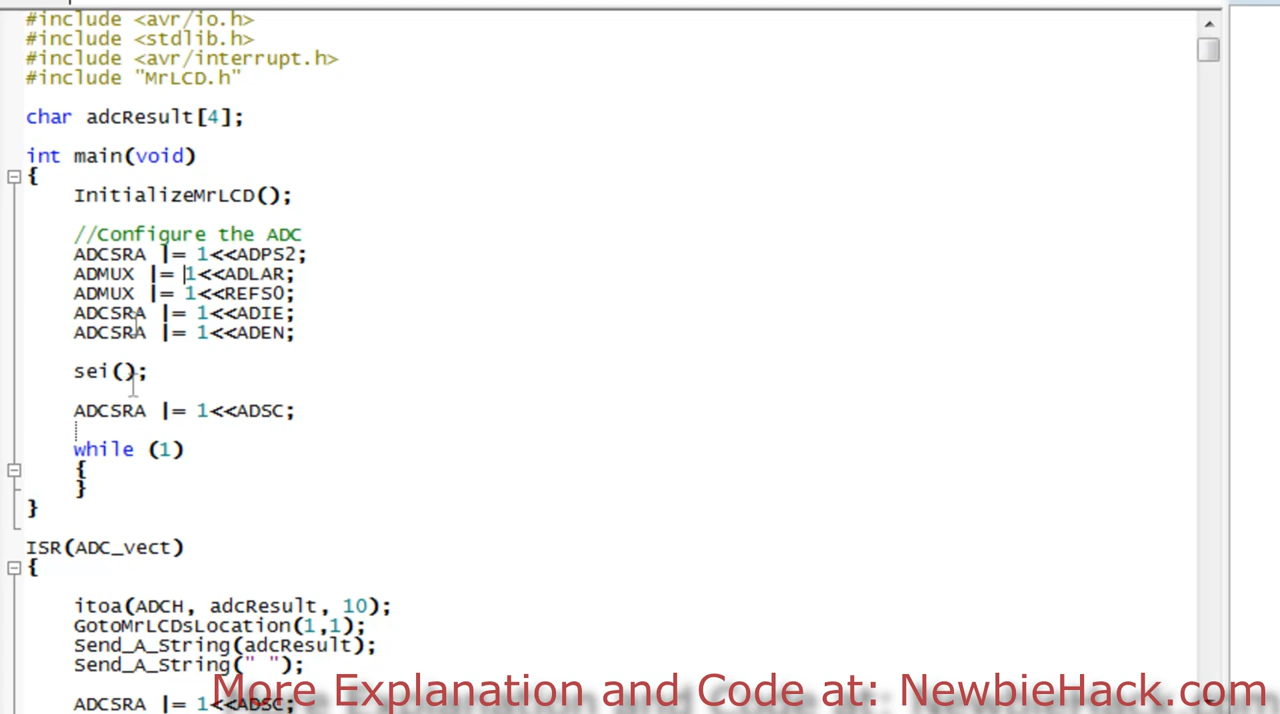 #include <avr/io.h>
#include <stdlib.h>
#include <avr/interrupt.h>
#include "MrLCD.h"
char adcResult[4];
int main(void)
{
InitializeMrLCD();
//Configure the ADC
ADCSRA |= 1<<ADPS2;
ADMUX |= 1<<ADLAR;
ADMUX |= 1<<REFS0;
ADCSRA |= 1<<ADIE;
ADCSRA |= 1<<ADEN;
sei();
ADCSRA |= 1<<ADSC;
while (1)
{
}
}
ISR(ADC_vect)
{
itoa(ADCH, adcResult, 10);
GotoMrLCDsLocation(1,1);
Send_A_String(adcResult);
Send_A_String(" ");
ADCSRA |= 1<<ADSC;
More Explanation and Code at: NewbieHack.com